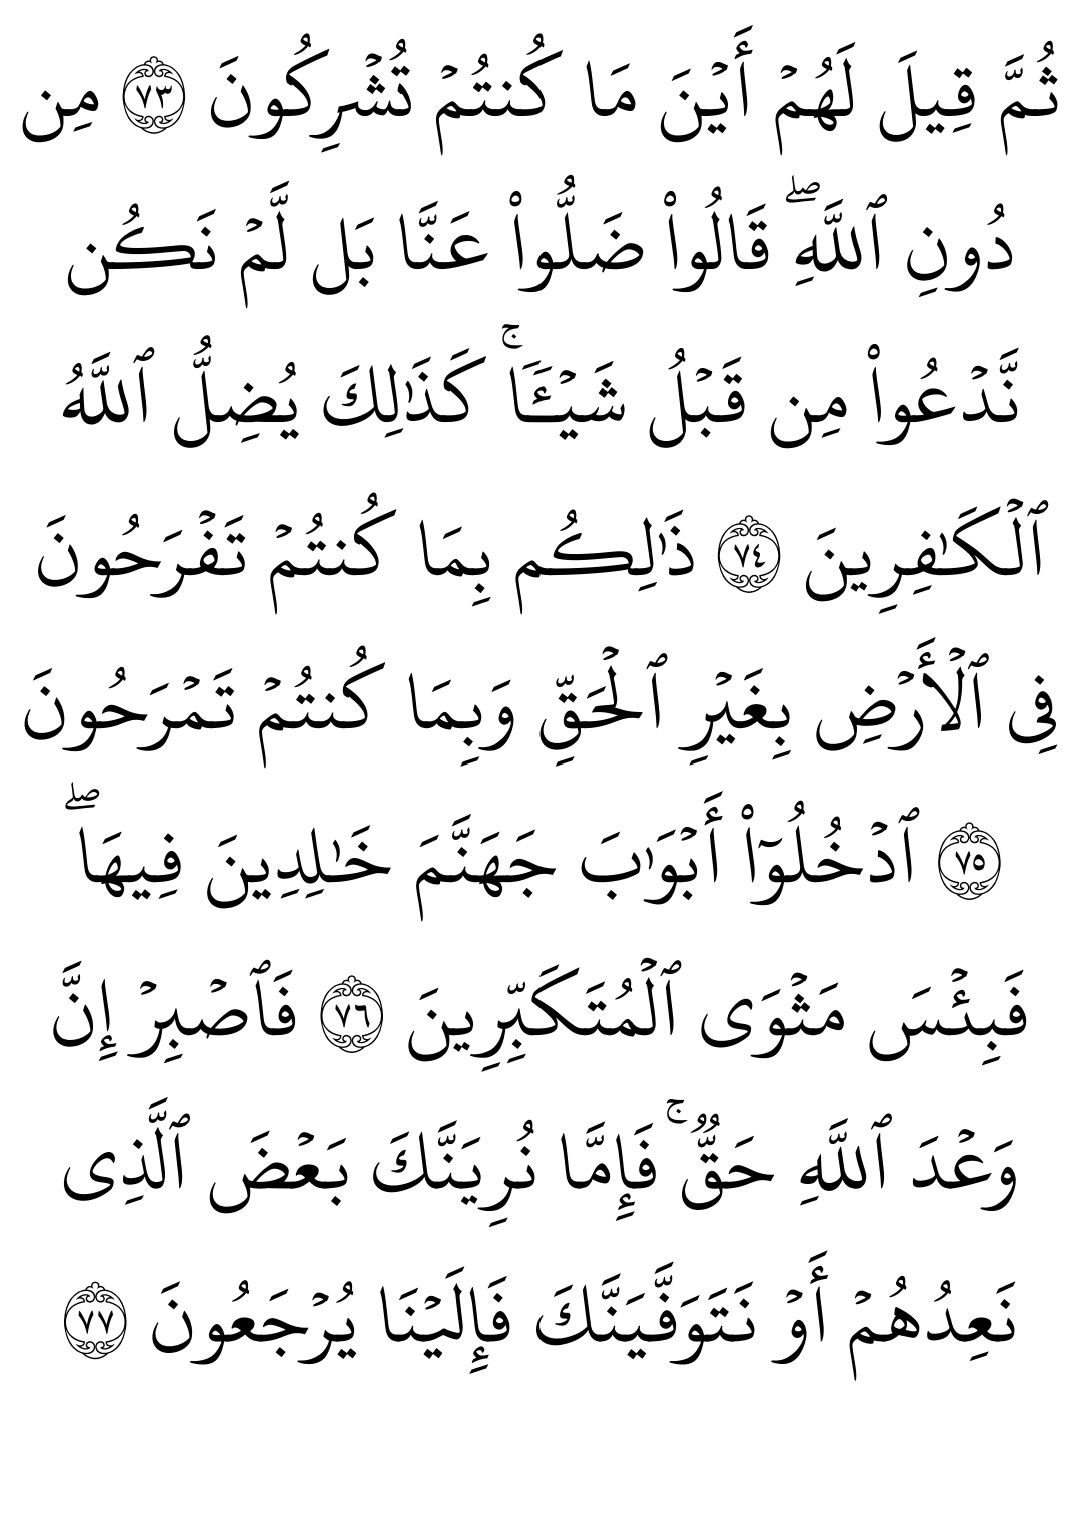 ثُمَّ قِيلَ لَهُمۡ أَيۡنَ مَا كُنتُمۡ تُشۡرِكُونَ ٧٣ مِن
دُونِ ٱللَّهِۖ قَالُواْ ضَلُّواْ عَنَّا بَل لَّمۡ نَكُن
نَّدۡعُواْ مِن قَبۡلُ شَيۡـَٔٗاۚ كَذَٰلِكَ يُضِلُّ ٱللَّهُ
ٱلۡكَٰفِرِينَ ٧٤ ذَٰلِكُم بِمَا كُنتُمۡ تَفۡرَحُونَ
فِى ٱلۡأَرۡضِ بِغَيۡرِ ٱلۡحَقِّ وَبِمَا كُنتُمۡ تَمۡرَحُونَ
٧٥ ٱدۡخُلُوٓاْ أَبۡوَٰبَ جَهَنَّمَ خَٰلِدِينَ فِيهَاۖ
فَبِئۡسَ مَثۡوَى ٱلۡمُتَكَبِّرِينَ ٧٦ فَٱصۡبِرۡ إِنَّ
وَعۡدَ ٱللَّهِ حَقّٞۚ فَإِمَّا نُرِيَنَّكَ بَعۡضَ ٱلَّذِى
نَعِدُهُمۡ أَوۡ نَتَوَفَّيَنَّكَ فَإِلَيۡنَا يُرۡجَعُونَ ٧٧